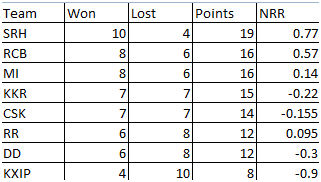 Team Won Lost Points NRR
SRH 10 4 19 0.77
RCB 8 6 16 0.57
MI 8 6 16 0.14
KKR 7 7 15 -0.22
CSK 7 7 14 -0.155
RR 6 8 12 0.095
DD 6 8 12 -0.3
KXIP 4 10 8 -0.9